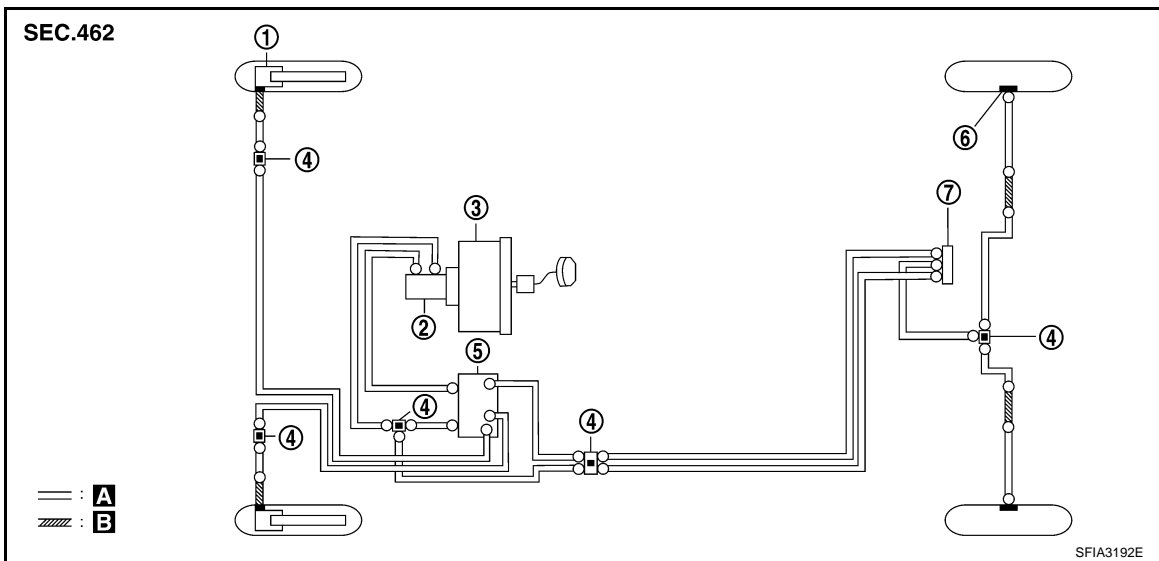 SEC.462
①
④
③
②
⑤
④
④
④
⑥
⑦
④
: A
: B
SFIA3192E